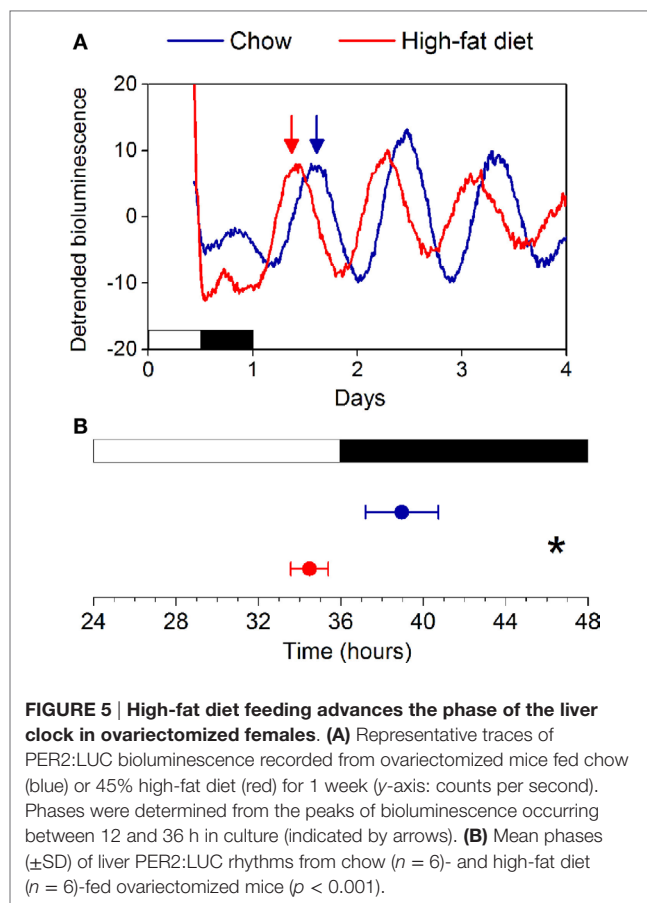 A
Chow
High-fat diet
Detrended bioluminescence
20
10
0
-10
-20
0
1
2
3
4
Days
B
*
24
28
32
36
40
44
48
Time (hours)
FIGURE 5 | High-fat diet feeding advances the phase of the liver
clock in ovariectomized females. (A) Representative traces of
PER2:LUC bioluminescence recorded from ovariectomized mice fed chow
(blue) or 45% high-fat diet (red) for 1 week (y-axis: counts per second).
Phases were determined from the peaks of bioluminescence occurring
between 12 and 36 h in culture (indicated by arrows). (B) Mean phases
(±SD) of liver PER2:LUC rhythms from chow (n = 6)- and high-fat diet
(n = 6)-fed ovariectomized mice (p < 0.001).